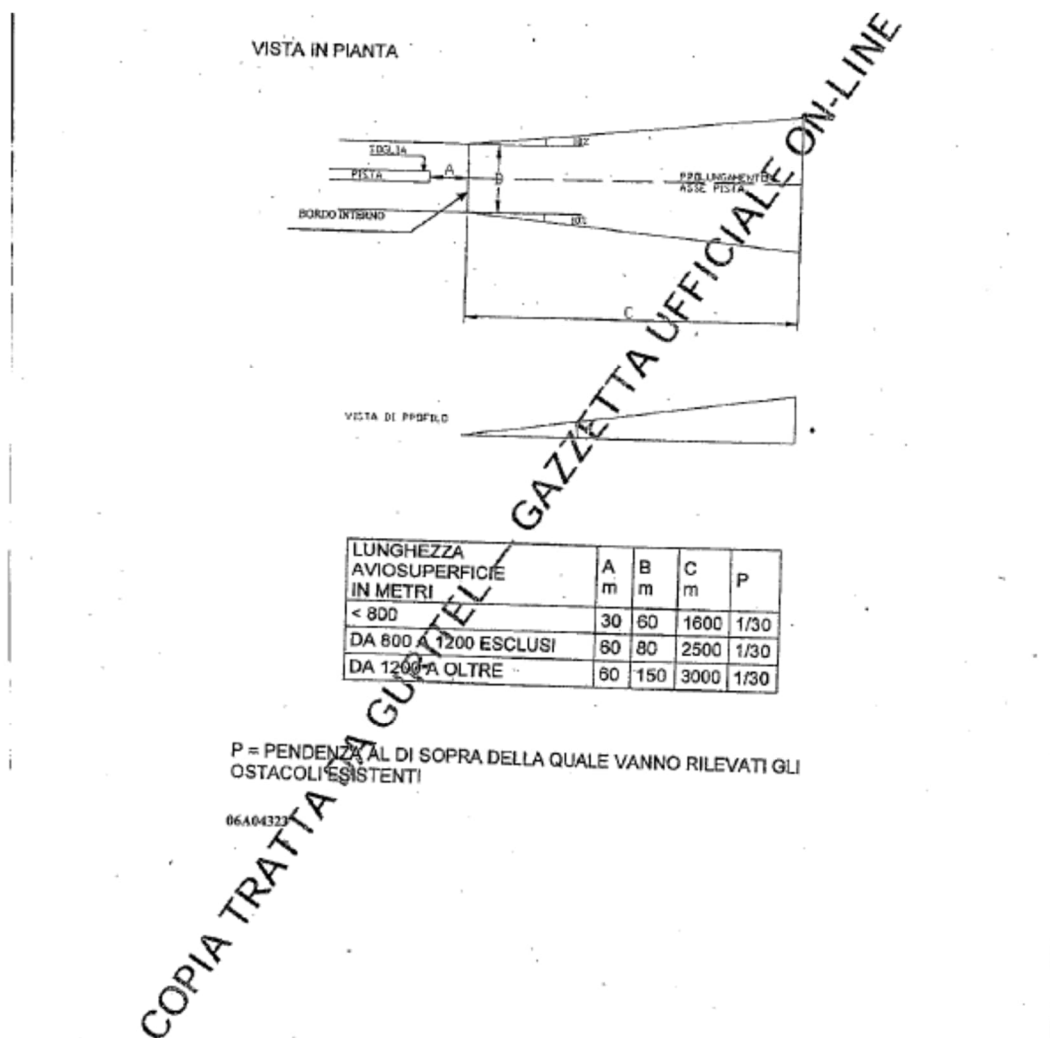 VISTA IN PIANTA
SOGLIA
PISTA
A
B
10%
PROLUNGAMENTO
ASSE PISTA
BORDO INTERNO
10%
C
VISTA DI PROFILO
LUNGHEZZA
AVIOSUPERFICIE
IN METRI
A
m
B
m
C
m
P
< 800 30 60 1600 1/30
DA 800 A 1200 ESCLUSI 60 80 2500 1/30
DA 1200 A OLTRE 60 150 3000 1/30
P = PENDENZA AL DI SOPRA DELLA QUALE VANNO RILEVATI GLI
OSTACOLI ESISTENTI
06A04323
COPIA TRATTA DA GURITEL — GAZZETTA UFFICIALE ON-LINE